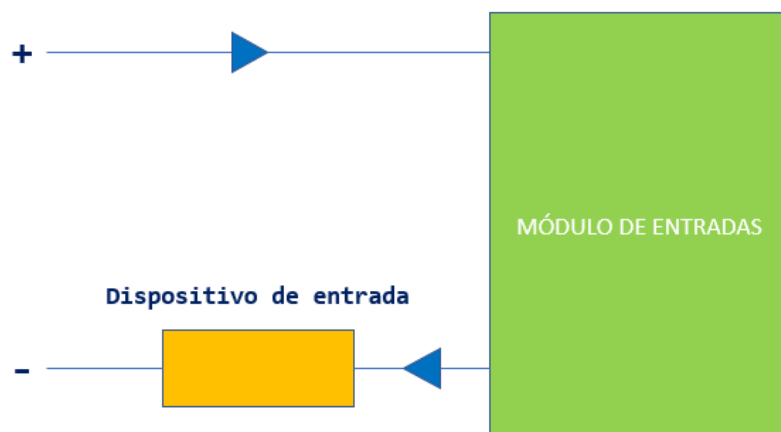 +
MÓDULO DE ENTRADAS
Dispositivo de entrada
-